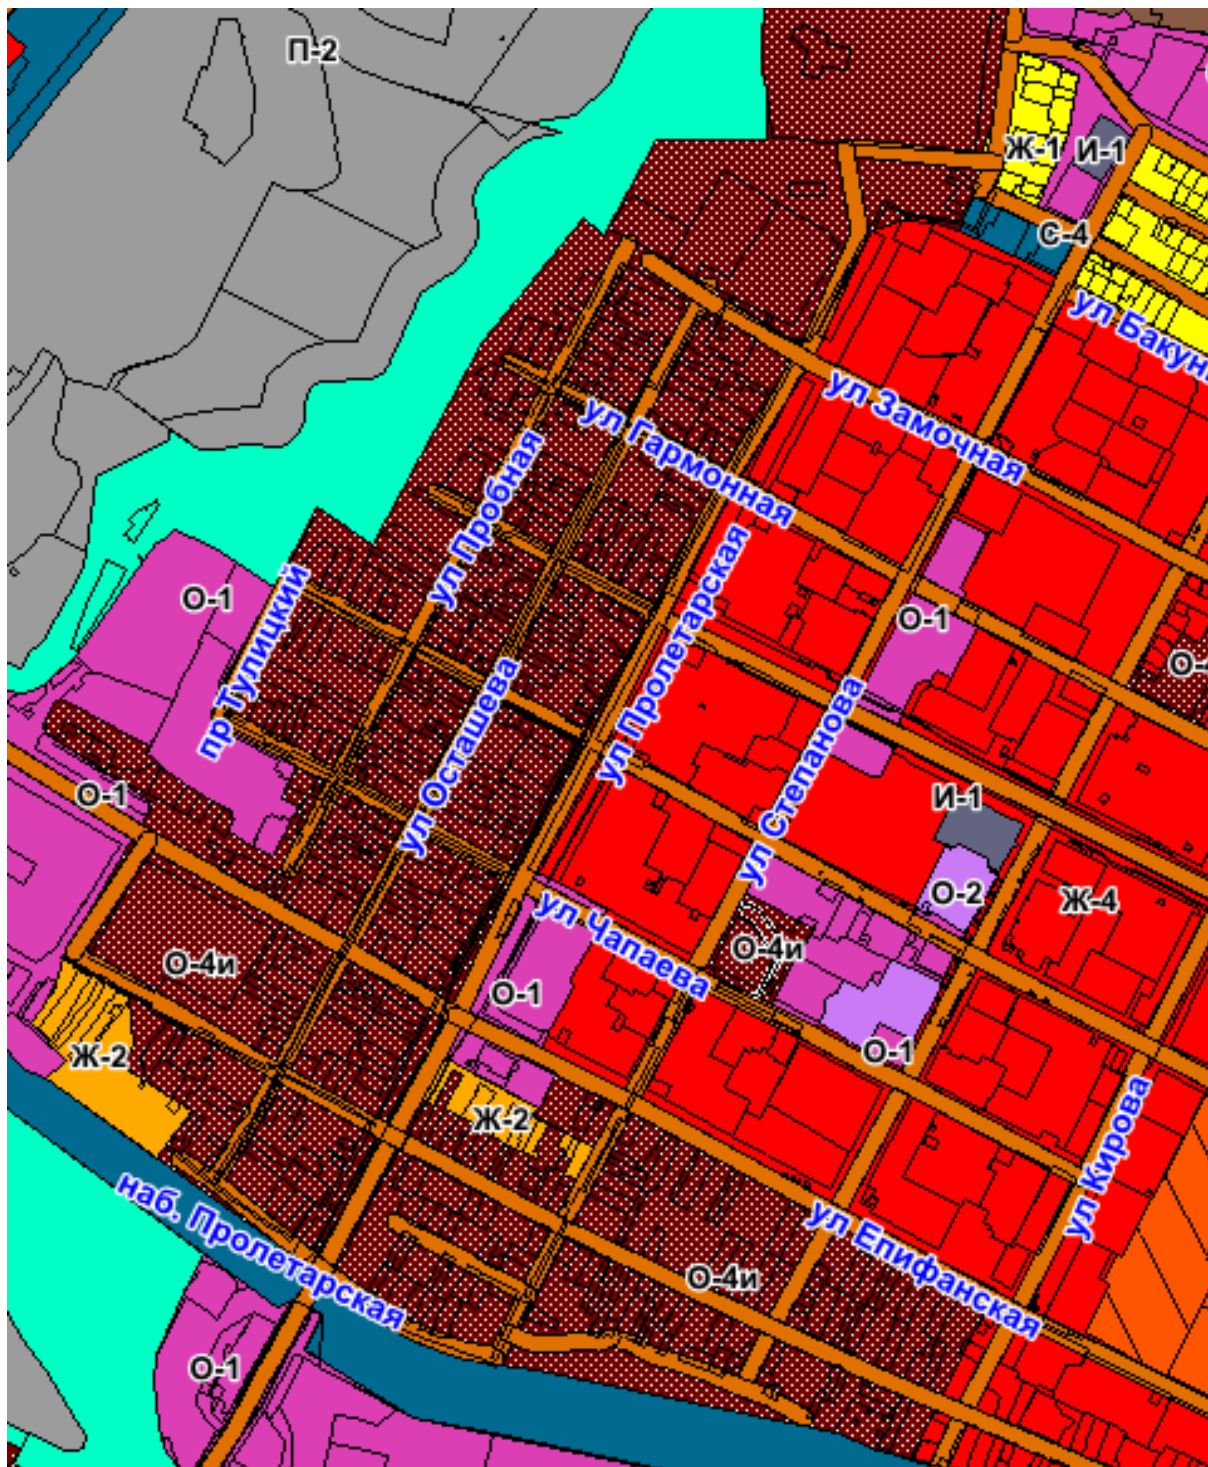 П-2
Ж-1
И-1
С-4
ул Бакун
ул Замочная
ул Гармонная
ул Пробная
ул Пролетарская
О-1
пр Тулицкий
О-1
О-4
ул Осташева
ул Степанова
О-1
И-1
О-2
Ж-4
ул Чапаева
О-4и
О-4и
О-1
О-1
Ж-2
Ж-2
ул Кирова
наб. Пролетарская
ул Епифанская
О-4и
О-1